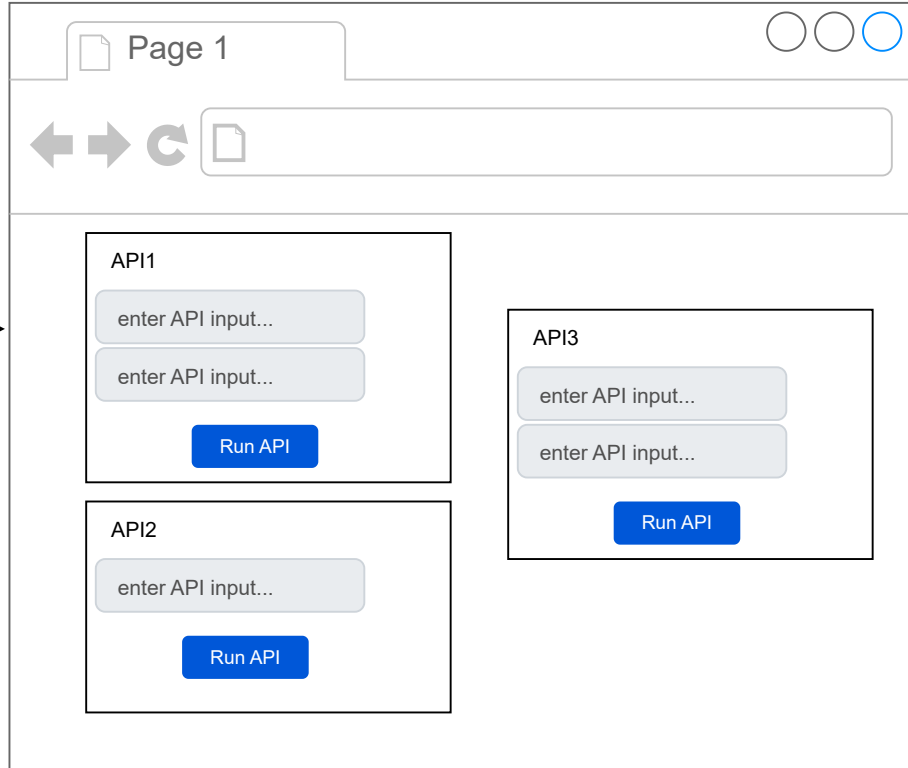 Page 1
API1
enter API input...
enter API input...
Run API
API2
enter API input...
Run API
API3
enter API input...
enter API input...
Run API